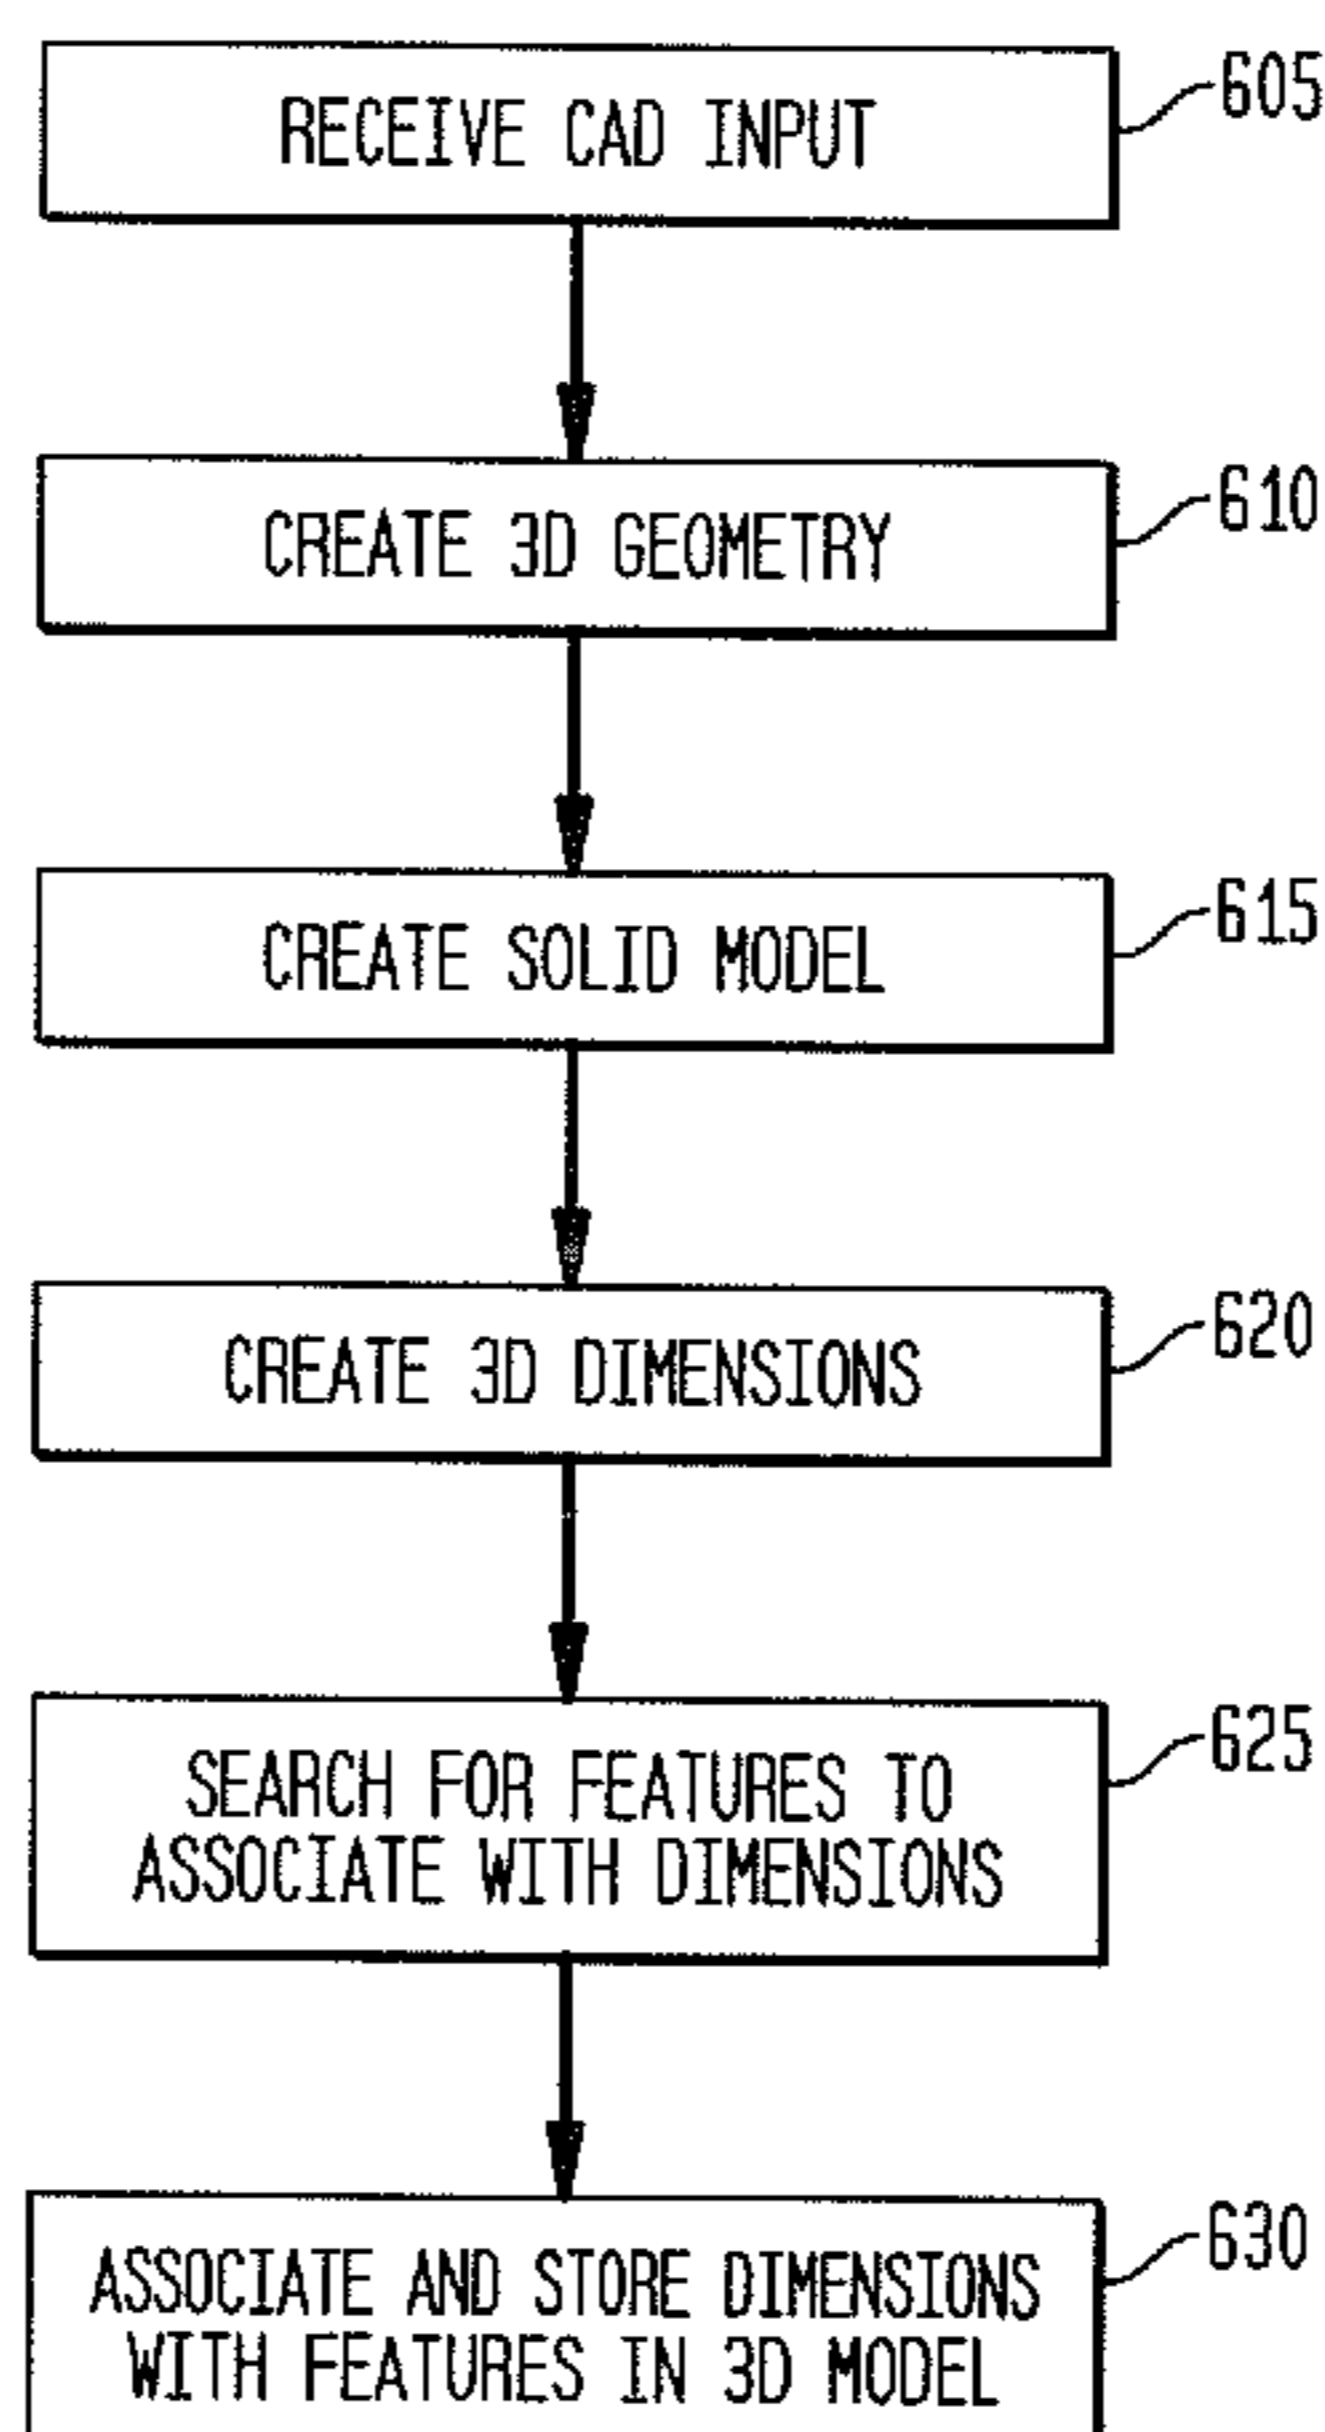 RECEIVE CAD INPUT
605
CREATE 3D GEOMETRY
610
CREATE SOLID MODEL
615
CREATE 3D DIMENSIONS
620
SEARCH FOR FEATURES TO
ASSOCIATE WITH DIMENSIONS
625
ASSOCIATE AND STORE DIMENSIONS
WITH FEATURES IN 3D MODEL
630